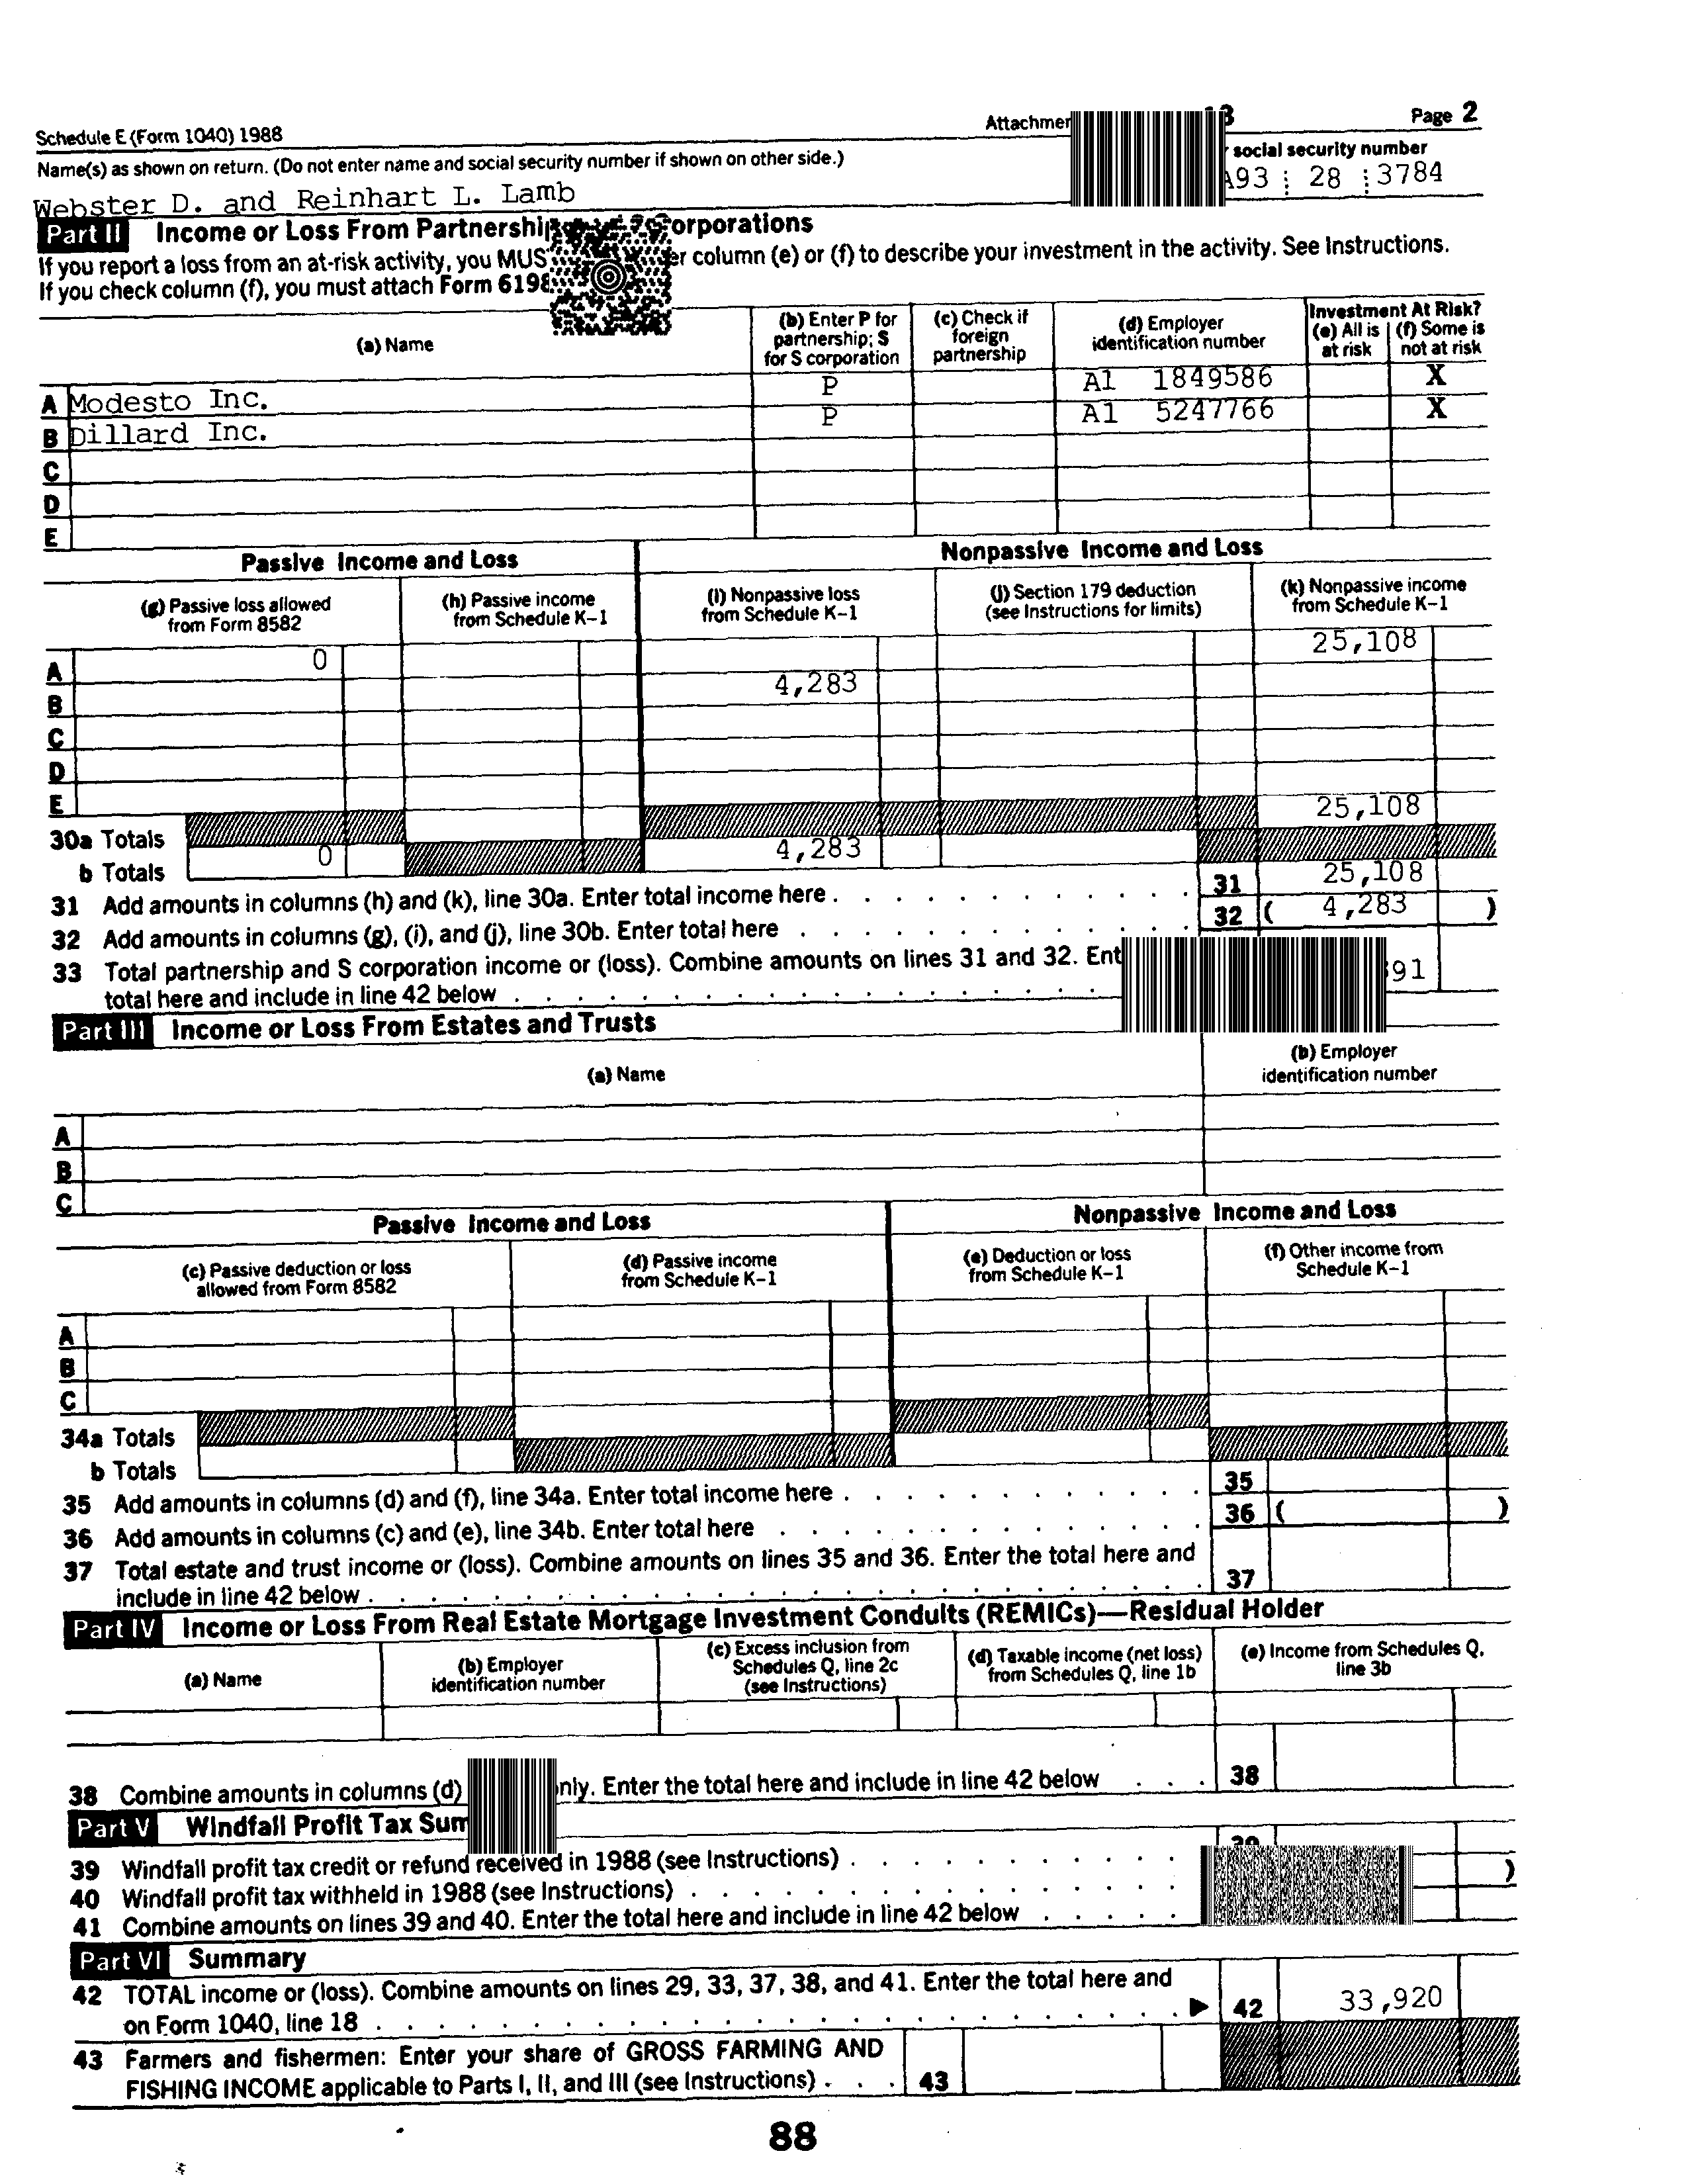 Schedule E (Form 1040) 1988 Page 2
Name(s) as shown on return. (Do not enter name and social security number if shown on other side.) social security number
Webster D. and Reinhart L. Lamb 93 28 3784
Part II Income or Loss From
If you report a loss from an at-risk activity, you column (e) or (f) to describe your investment in the activity. See Instructions.
If you check column (f), you must attach Form
(a) Name
(b) Enter P for partnership; S for S corporation
(c) Check if foreign partnership
(d) Employer identification number
Investment At Risk?
(e) All is at risk
(f) Some is not at risk
A Modesto Inc. P A1 1849586 X
B Dillard Inc. P A1 5247766 X
C
D
E
Passive Income and Loss Nonpassive Income and Loss
(g) Passive loss allowed from Form 8582
(h) Passive income from Schedule K-1
(i) Nonpassive loss from Schedule K-1
(j) Section 179 deduction (see Instructions for limits)
(k) Nonpassive income from Schedule K-1
A 0 25,108
B 4,283
C
D
E
30a Totals 25,108
b Totals 0 4,283
31 Add amounts in columns (h) and (k), line 30a. Enter total income here . . . . . . . . . . 31 25,108
32 Add amounts in columns (g), (i), and (j), line 30b. Enter total here . . . . . . . . . . 32 ( 4,283 )
33 Total partnership and S corporation income or (loss). Combine amounts on lines 31 and 32.
total here and include in line 42 below . . . . . . . . . . 91
Part III Income or Loss From Estates and Trusts
(a) Name
(b) Employer identification number
A
B
C
Passive Income and Loss Nonpassive Income and Loss
(c) Passive deduction or loss allowed from Form 8582
(d) Passive income from Schedule K-1
(e) Deduction or loss from Schedule K-1
(f) Other income from Schedule K-1
A
B
C
34a Totals
b Totals
35 Add amounts in columns (d) and (f), line 34a. Enter total income here . . . . . . . . . . 35
36 Add amounts in columns (c) and (e), line 34b. Enter total here . . . . . . . . . . 36 ( )
37 Total estate and trust income or (loss). Combine amounts on lines 35 and 36. Enter the total here and
include in line 42 below . . . . . . . . . . 37
Part IV Income or Loss From Real Estate Mortgage Investment Conduits (REMICs)—Residual Holder
(a) Name
(b) Employer identification number
(c) Excess inclusion from Schedules Q, line 2c (see Instructions)
(d) Taxable income (net loss) from Schedules Q, line 1b
(e) Income from Schedules Q, line 3b
38 Combine amounts in columns (d) only. Enter the total here and include in line 42 below . . . 38
Part V Windfall Profit Tax
39 Windfall profit tax credit or refund received in 1988 (see Instructions) . . . . . . . . . .
40 Windfall profit tax withheld in 1988 (see Instructions) . . . . . . . . . . )
41 Combine amounts on lines 39 and 40. Enter the total here and include in line 42 below . . . . .
Part VI Summary
42 TOTAL income or (loss). Combine amounts on lines 29, 33, 37, 38, and 41. Enter the total here and
on Form 1040, line 18 . . . . . . . . . . ▶ 42 33,920
43 Farmers and fishermen: Enter your share of GROSS FARMING AND
FISHING INCOME applicable to Parts I, II, and III (see Instructions) . . . 43
88